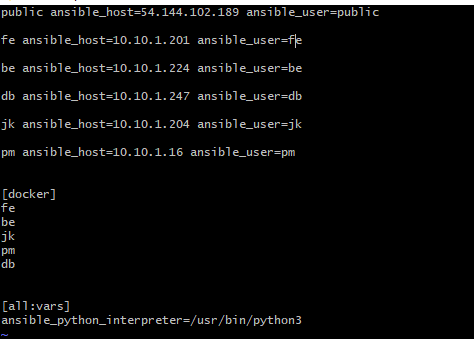 public ansible_host=54.144.102.189 ansible_user=public
fe ansible_host=10.10.1.201 ansible_user=fe
be ansible_host=10.10.1.224 ansible_user=be
db ansible_host=10.10.1.247 ansible_user=db
jk ansible_host=10.10.1.204 ansible_user=jk
pm ansible_host=10.10.1.16 ansible_user=pm
[docker]
fe
be
jk
pm
db
[all:vars]
ansible_python_interpreter=/usr/bin/python3
~